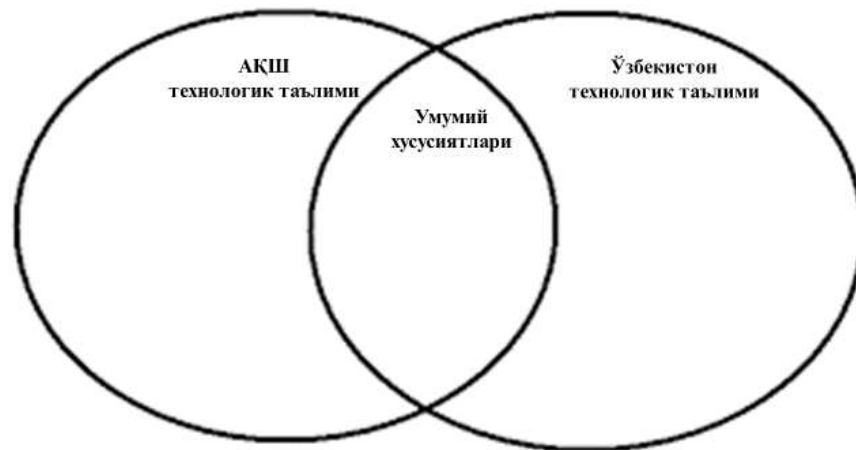 АҚШ
технологик таълими
Умумий
хусусиятлари
Ўзбекистон
технологик таълими